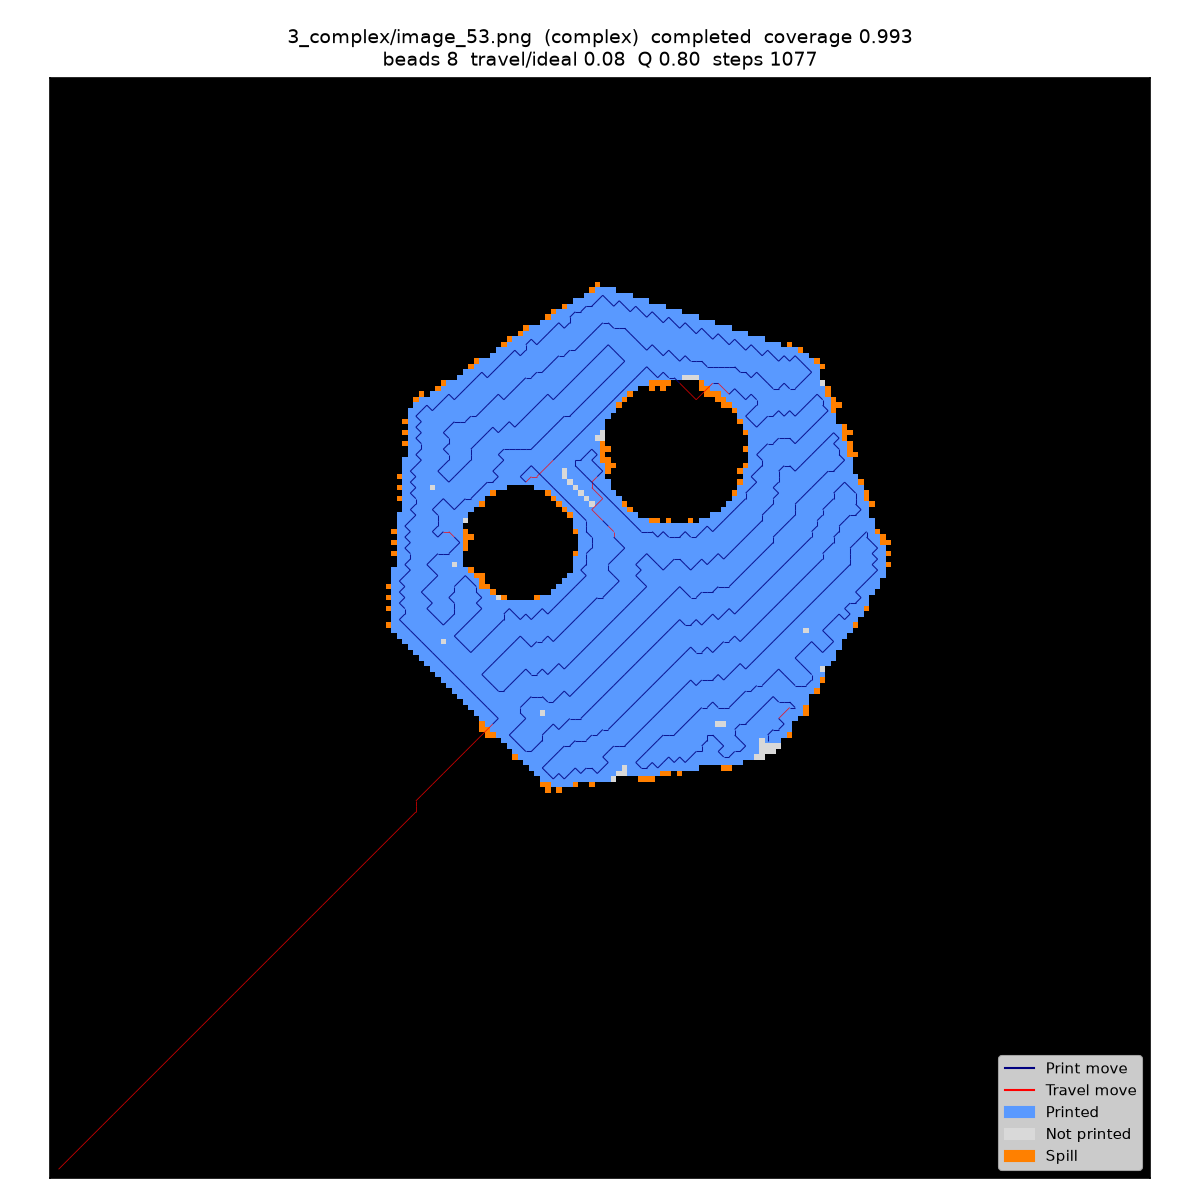 3_complex/image_53.png  (complex)  completed  coverage 0.993
beads 8  travel/ideal 0.08  Q 0.80  steps 1077
Print move
Travel move
Printed
Not printed
Spill